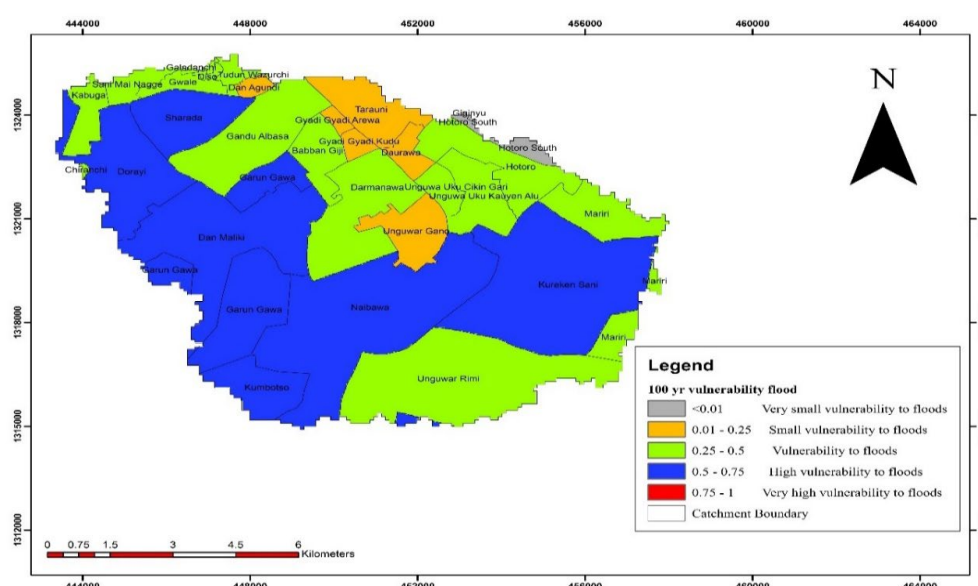 444000 448000 452000 456000 460000 464000
N
1324000
1321000
1318000
1315000
1312000
Galadanchi
Yudun Wazurchi
Sani Mai Nagge
Gwale
Dan Agundi
Kabuga
Tarauni
Sharada
Gyadi Gyadi Arewa
Giginyu
Hotoro South
Gandu Albasa
Gyadi Gyadi Kudu
Babban Giji
Daurawa
Hotoro South
Chiranchi
Dorayi
Garun Gawa
Hotoro
Darmanawa
Unguwa Uku Cikin Gari
Unguwa Uku Kauyen Alu
Mariri
Dan Maliki
Unguwar Gano
Garun Gawa
Kuraken Sani
Mariri
Garun Gawa
Naibawa
Mariri
Kumbotso
Unguwar Rimi
Legend
100 yr vulnerability flood
<0.01 Very small vulnerability to floods
0.01 - 0.25 Small vulnerability to floods
0.25 - 0.5 Vulnerability to floods
0.5 - 0.75 High vulnerability to floods
0.75 - 1 Very high vulnerability to floods
Catchment Boundary
0 0.75 1.5 3 4.5 6
Kilometers
444000 448000 452000 456000 460000 464000